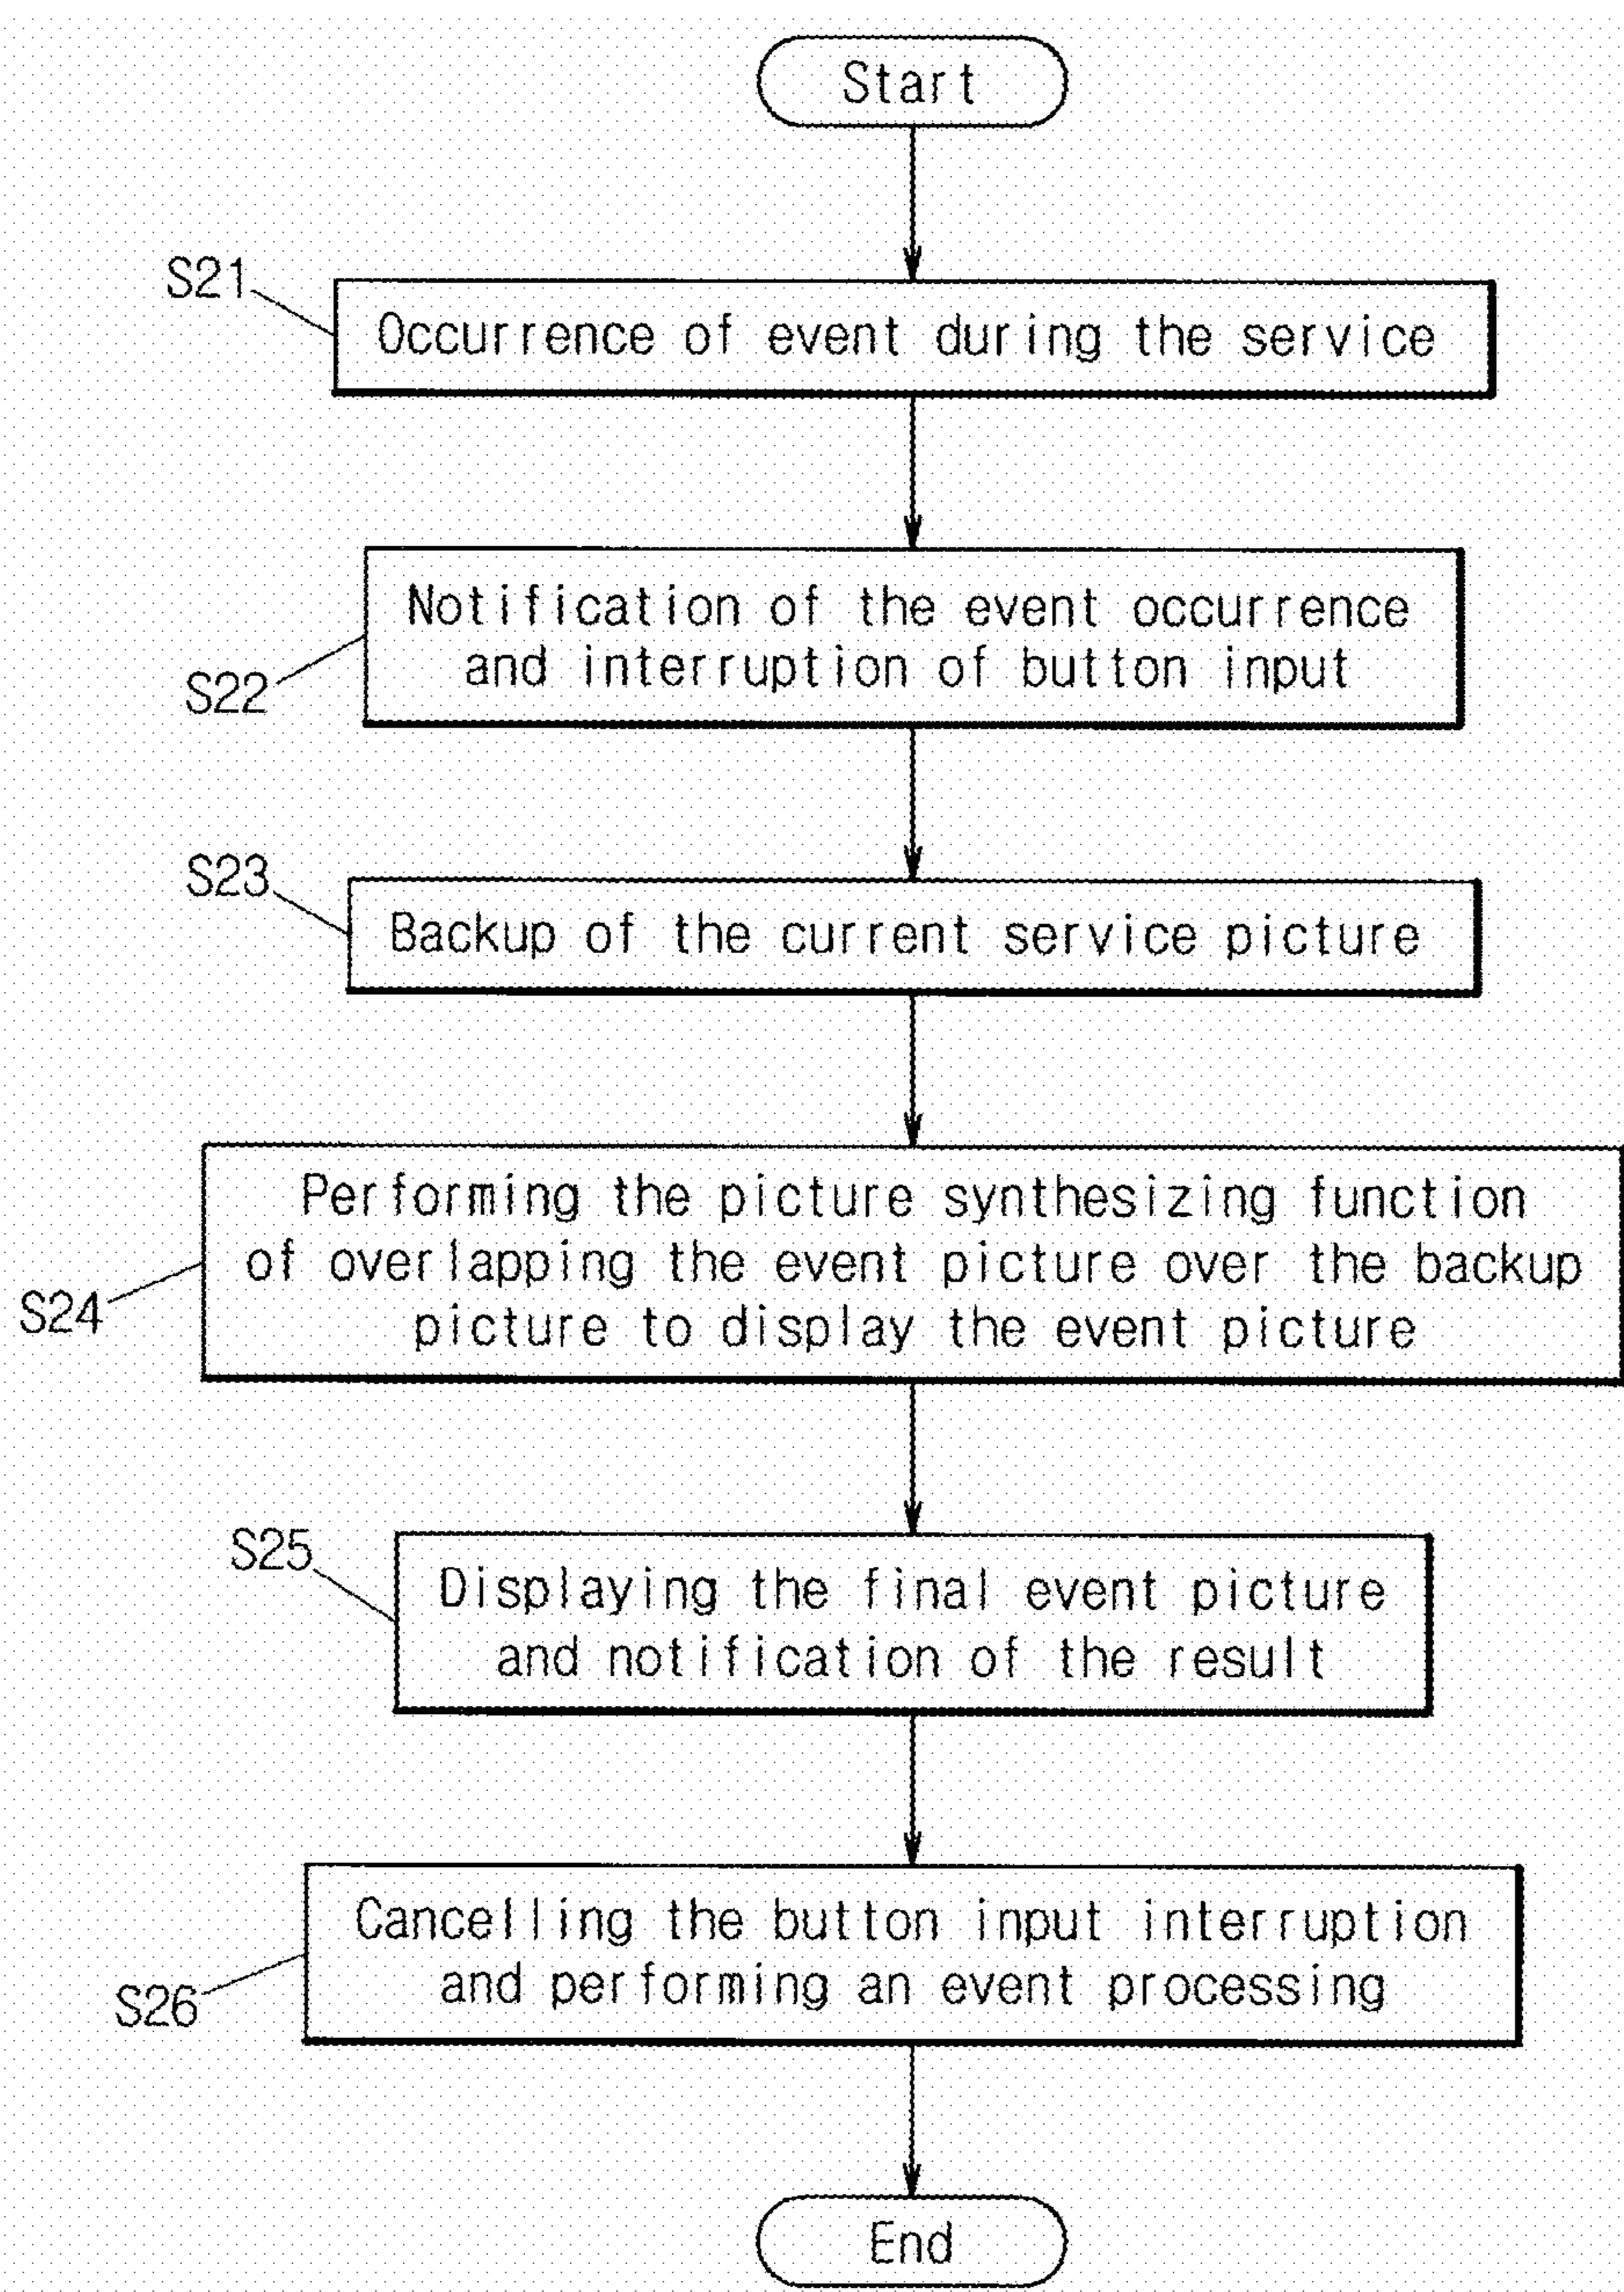 Start
S21
Occurrence of event during the service
Notification of the event occurrence
and interruption of button input
S22
S23
Backup of the current service picture
Performing the picture synthesizing function
of overlapping the event picture over the backup
picture to display the event picture
S24
S25
Displaying the final event picture
and notification of the result
Cancelling the button input interruption
and performing an event processing
S26
End